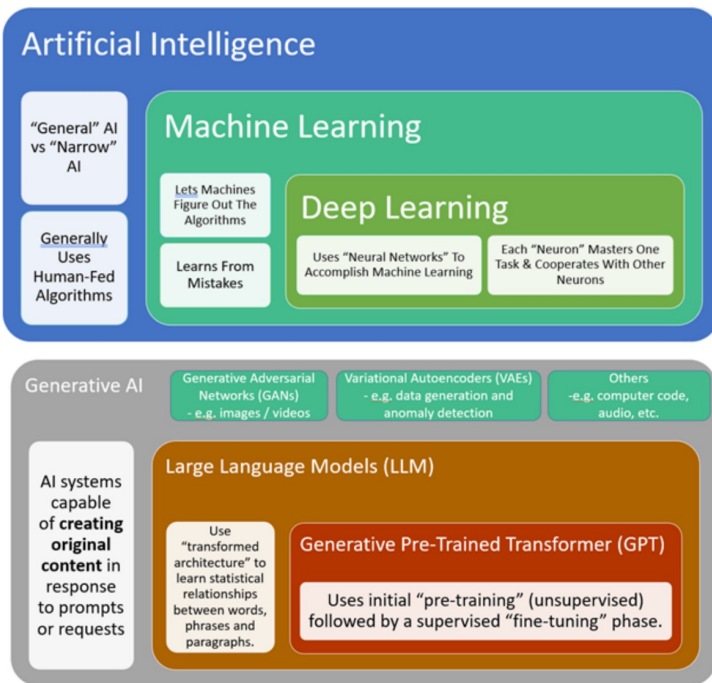 Artificial Intelligence
"General" AI
vs "Narrow"
AI
Generally
Uses
Human-Fed
Algorithms
Machine Learning
Lets Machines
Figure Out The
Algorithms
Learns From
Mistakes
Deep Learning
Uses "Neural Networks" To
Accomplish Machine Learning
Each "Neuron" Masters One
Task & Cooperates With Other
Neurons
Generative AI
Generative Adversarial
Networks (GANs)
- e.g. images / videos
Variational Autoencoders (VAEs)
- e.g. data generation and
anomaly detection
Others
-e.g. computer code,
audio, etc.
AI systems
capable
of creating
original
content in
response
to prompts
or requests
Large Language Models (LLM)
Use
"transformed
architecture" to
learn statistical
relationships
between words,
phrases and
paragraphs.
Generative Pre-Trained Transformer (GPT)
Uses initial "pre-training" (unsupervised)
followed by a supervised "fine-tuning" phase.